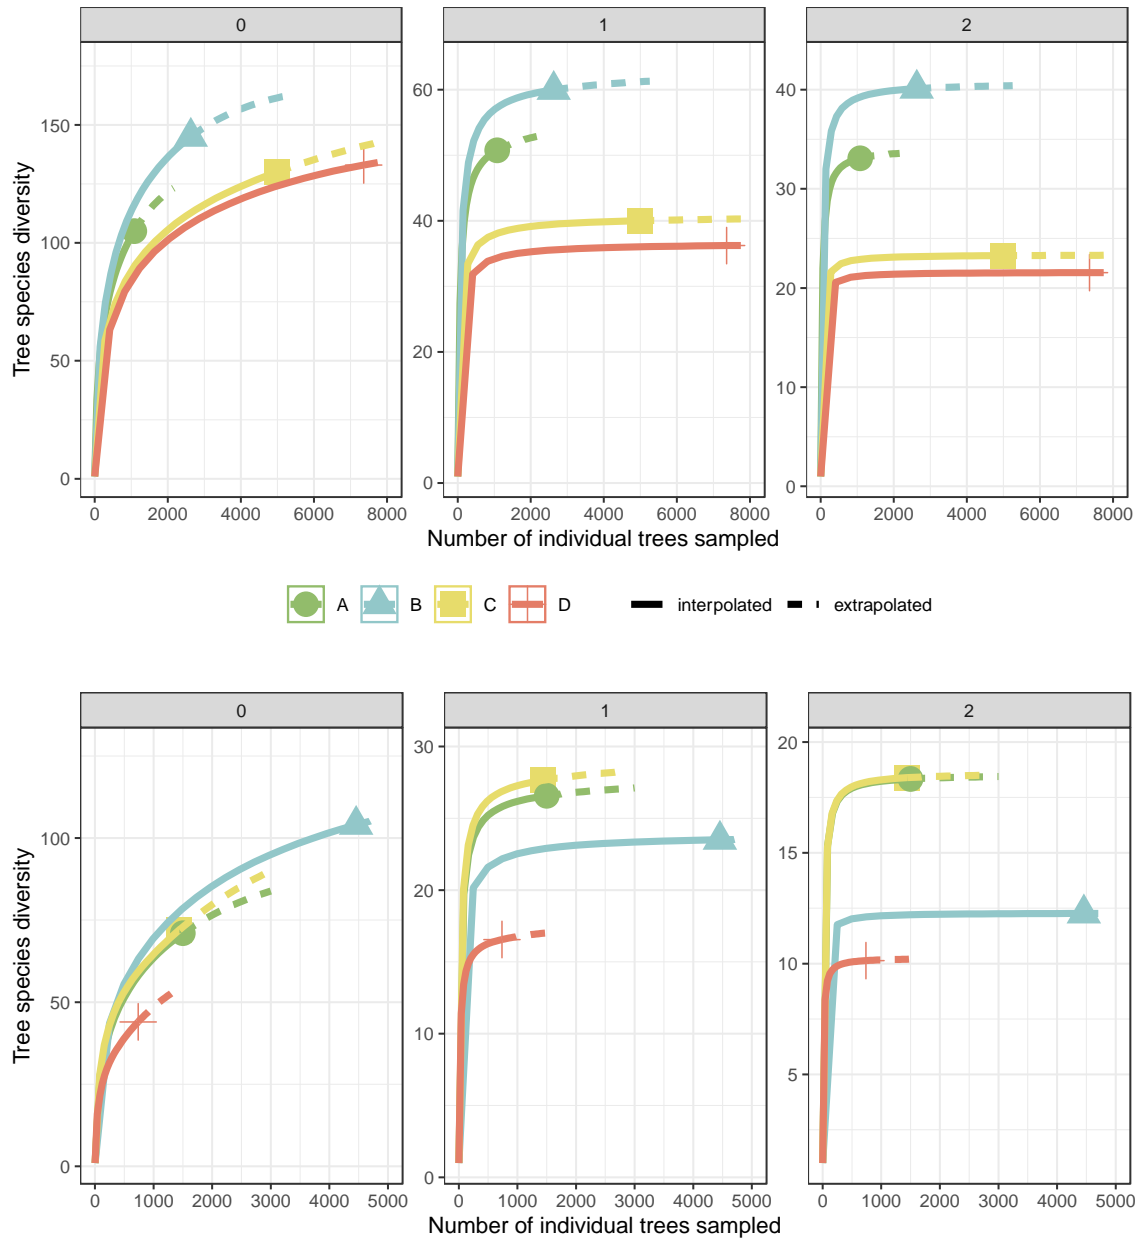 0 1 2
150
100
50
0
60
40
20
0
40
30
20
10
0
Tree species diversity
0 2000 4000 6000 8000 0 2000 4000 6000 8000 0 2000 4000 6000 8000
Number of individual trees sampled
A B C D interpolated extrapolated
0 1 2
100
50
0
30
20
10
0
20
15
10
5
Tree species diversity
0 1000 2000 3000 4000 5000 0 1000 2000 3000 4000 5000 0 1000 2000 3000 4000 5000
Number of individual trees sampled